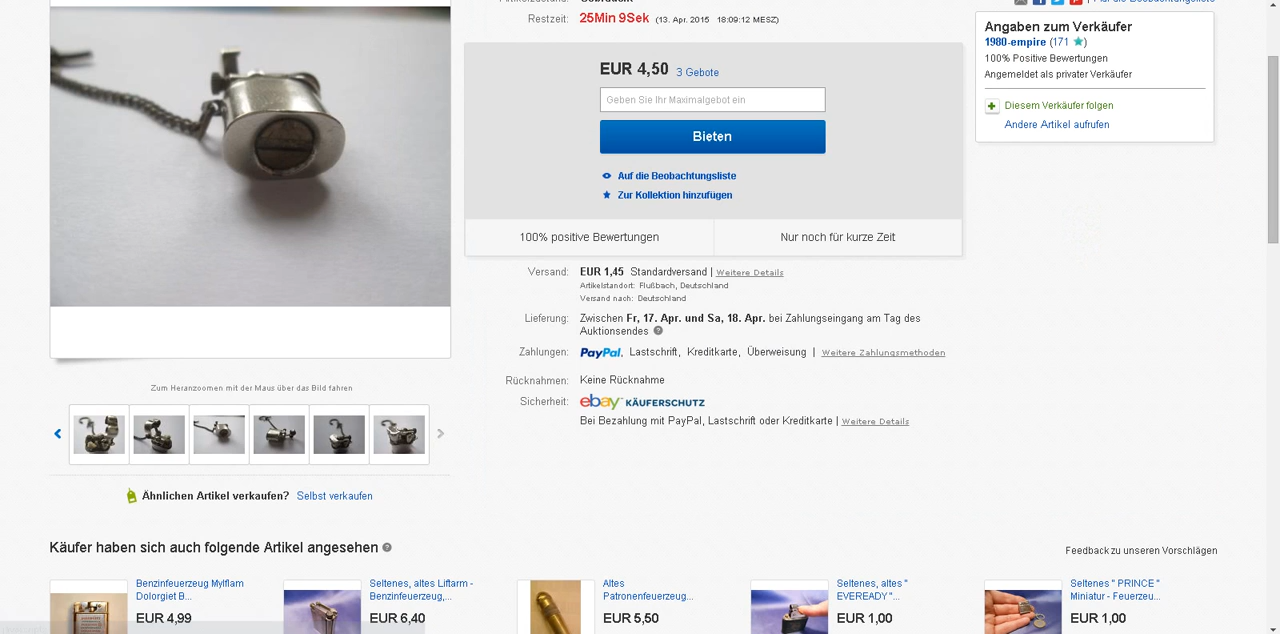 Restzeit: 25Min 9Sek (13. Apr. 2015 18:09:12 MESZ)
EUR 4,50 3 Gebote
Geben Sie Ihr Maximalgebot ein
Bieten
Auf die Beobachtungsliste
Zur Kollektion hinzufügen
100% positive Bewertungen
Nur noch für kurze Zeit
Versand: EUR 1,45 Standardversand | Weitere Details
Artikelstandort: Flußbach, Deutschland
Versand nach: Deutschland
Lieferung: Zwischen Fr, 17. Apr. und Sa, 18. Apr. bei Zahlungseingang am Tag des
Auktionsendes
Zahlungen: PayPal, Lastschrift, Kreditkarte, Überweisung | Weitere Zahlungsmethoden
Rücknahmen: Keine Rücknahme
Sicherheit: ebay KÄUFERSCHUTZ
Bei Bezahlung mit PayPal, Lastschrift oder Kreditkarte | Weitere Details
Angaben zum Verkäufer
1980-empire (171 ★)
100% Positive Bewertungen
Angemeldet als privater Verkäufer
Diesem Verkäufer folgen
Andere Artikel aufrufen
Zum Heranzoomen mit der Maus über das Bild fahren
Ähnlichen Artikel verkaufen? Selbst verkaufen
Käufer haben sich auch folgende Artikel angesehen
Feedback zu unseren Vorschlägen
Benzinfeuerzeug Mylflam
Dolorgiet B...
EUR 4,99
Seltenes, altes Liftarm -
Benzinfeuerzeug,...
EUR 6,40
Altes
Patronenfeuerzeug...
EUR 5,50
Seltenes, altes "
EVEREADY "...
EUR 1,00
Seltenes " PRINCE "
Miniatur - Feuerzeu...
EUR 1,00